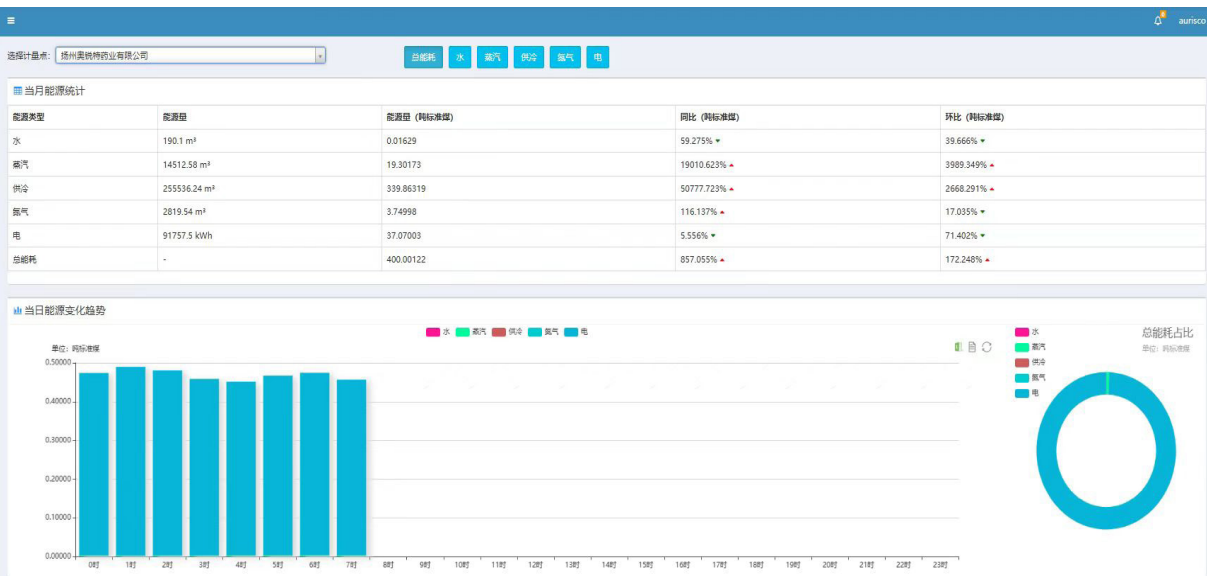 8 aurisco
选择计量点: 扬州奥锐特药业有限公司 总能耗 水 蒸汽 供冷 氮气 电
当月能源统计
能源类型 能源量 能源量 (吨标准煤) 同比 (吨标准煤) 环比 (吨标准煤)
水 190.1 m³ 0.01629 59.275% 39.666%
蒸汽 14512.58 m³ 19.30173 19010.623% 3989.349%
供冷 255536.24 m³ 339.86319 50777.723% 2668.291%
氮气 2819.54 m³ 3.74998 116.137% 17.035%
电 91757.5 kWh 37.07003 5.556% 71.402%
总能耗 - 400.00122 857.055% 172.248%
当日能源变化趋势
水 蒸汽 供冷 氮气 电
单位: 吨标准煤
0.50000
0.40000
0.30000
0.20000
0.10000
0.00000
0时 1时 2时 3时 4时 5时 6时 7时 8时 9时 10时 11时 12时 13时 14时 15时 16时 17时 18时 19时 20时 21时 22时 23时
水
蒸汽
供冷
氮气
电
总能耗占比
单位: 吨标准煤